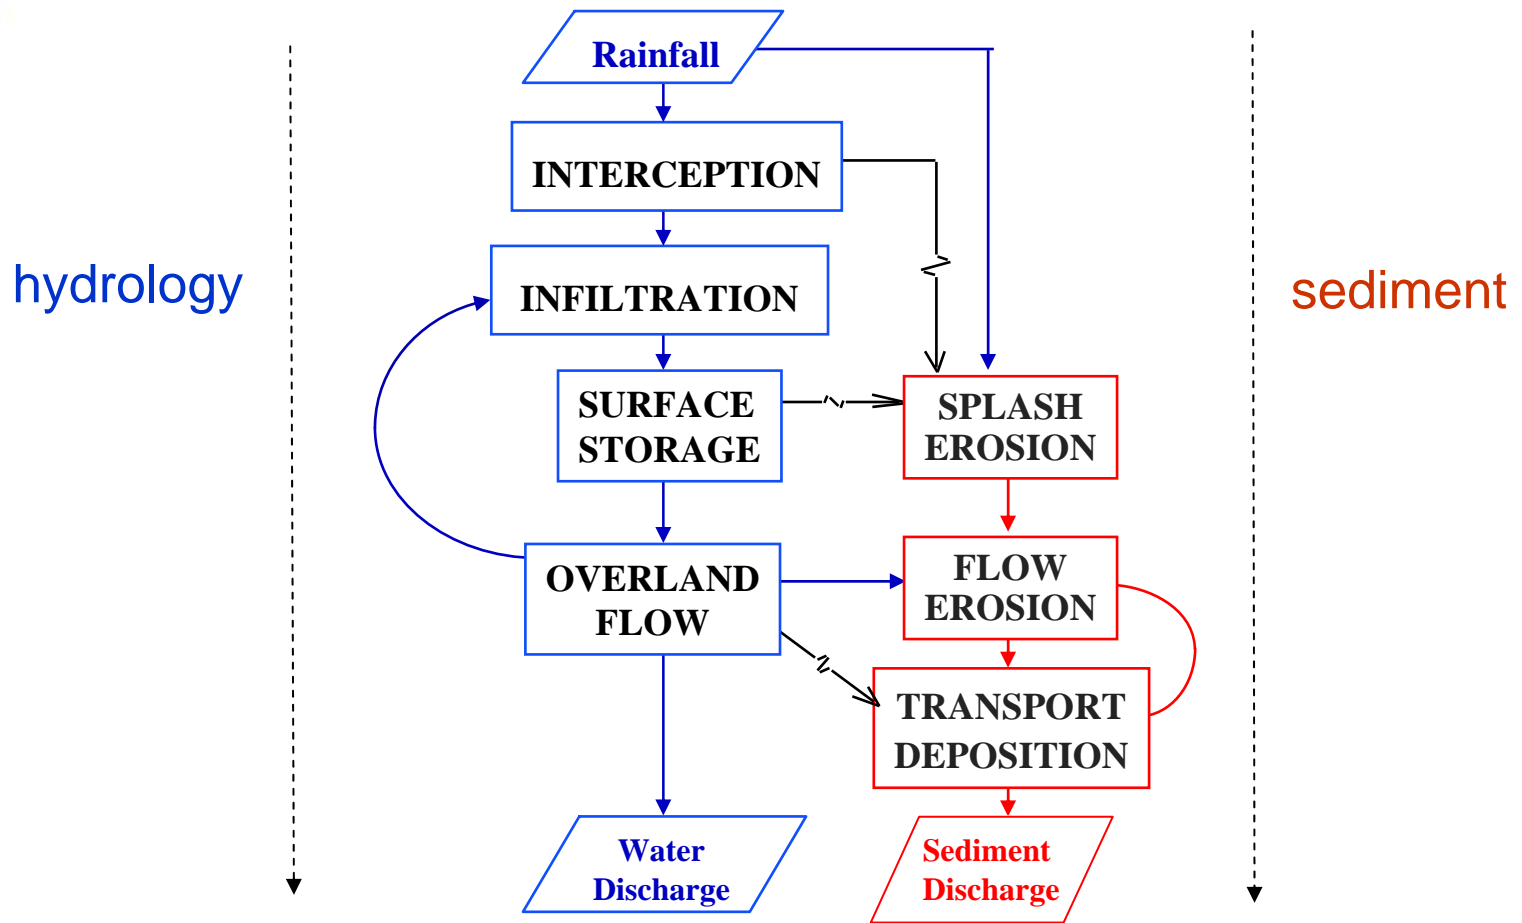 Rainfall
INTERCEPTION
hydrology
INFILTRATION
sediment
SURFACE
STORAGE
SPLASH
EROSION
OVERLAND
FLOW
FLOW
EROSION
TRANSPORT
DEPOSITION
Water
Discharge
Sediment
Discharge